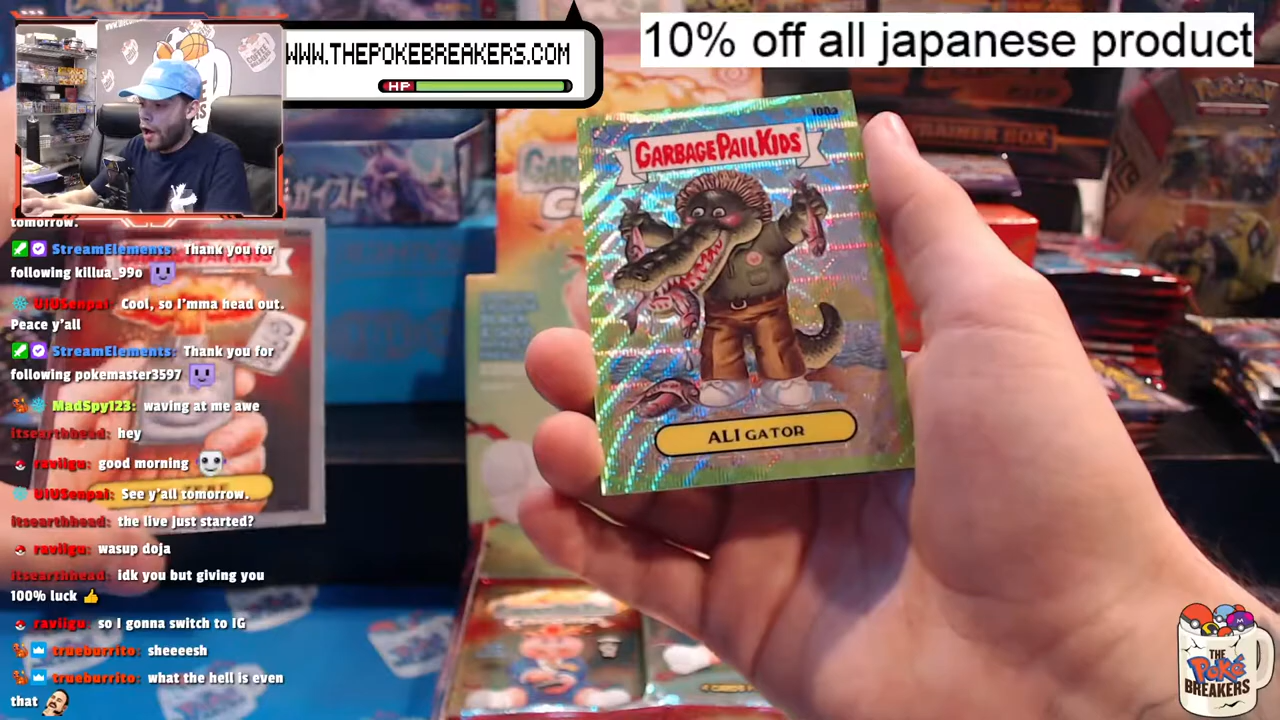 WWW.THEPOKEBREAKERS.COM
HP
10% off all japanese product
tomorrow.
StreamElements: Thank you for
following killua_99o
UIUSenpai: Cool, so I'mma head out.
Peace y'all
StreamElements: Thank you for
following pokemaster3597
MadSpy123: waving at me awe
itsearthhead: hey
raviigu: good morning
UIUSenpai: See y'all tomorrow.
itsearthhead: the live just started?
raviigu: wasup doja
itsearthhead: idk you but giving you
100% luck
raviigu: so I gonna switch to IG
trueburrito: sheeeesh
trueburrito: what the hell is even
that
GARBAGE PAIL KIDS
ALI GATOR
TRAINER BOX
THE
Poké
BREAKERS